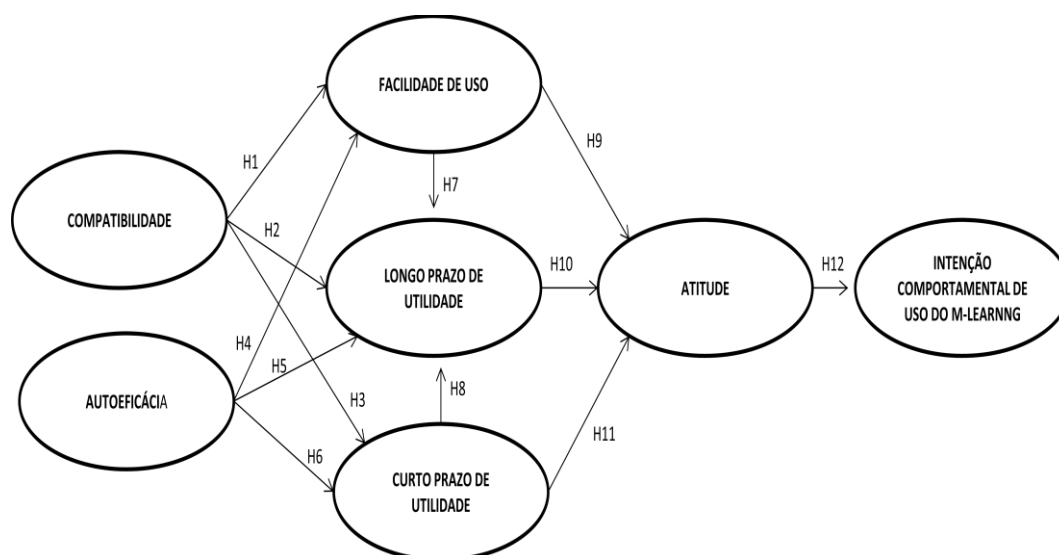 FACILIDADE DE USO
H1
H9
H7
COMPATIBILIDADE
H2
LONGO PRAZO DE
UTILIDADE
H10
ATITUDE
H12
INTENÇÃO
COMPORTAMENTAL DE
USO DO M-LEARNNG
H4
H5
H3
H8
AUTOEFICÁCIA
H6
H11
CURTO PRAZO DE
UTILIDADE